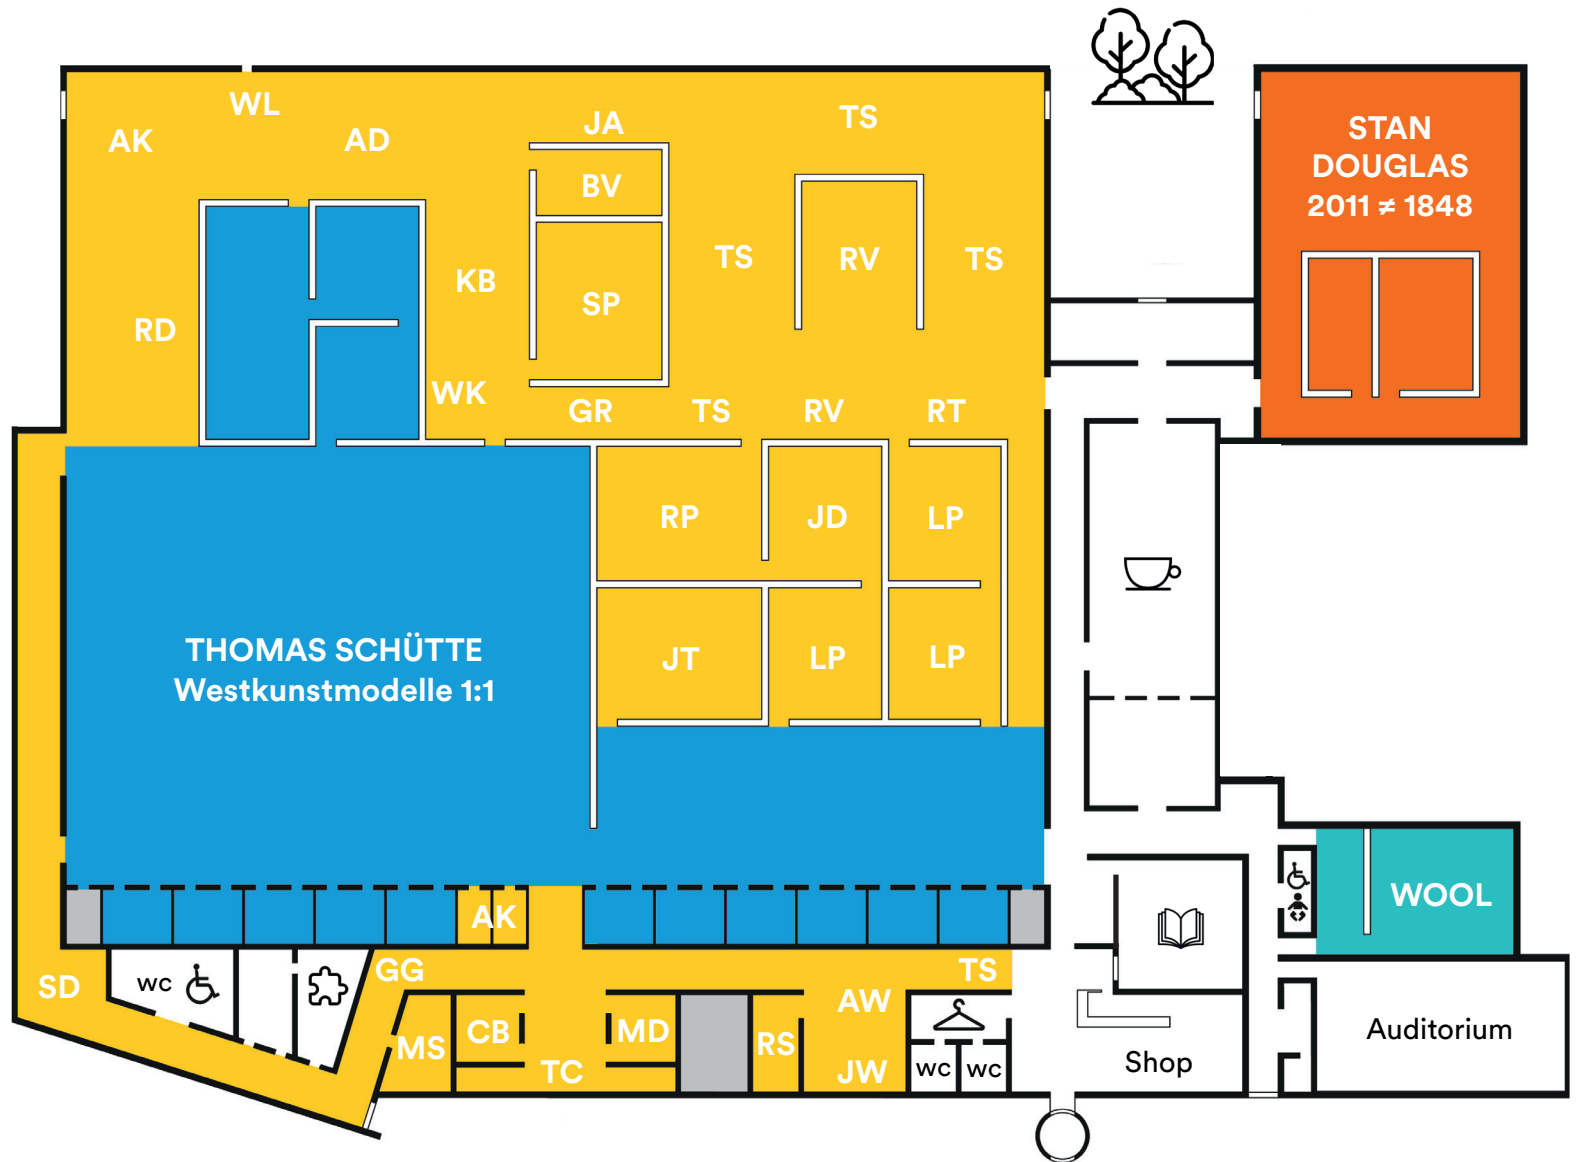 WL
AK
AD
JA
TS
STAN
DOUGLAS
2011 ≠ 1848
BV
TS
RV
TS
KB
SP
RD
WK
GR
TS
RV
RT
RP
JD
LP
THOMAS SCHÜTTE
Westkunstmodelle 1:1
JT
LP
LP
AK
WOOL
GG
TS
SD
wc
AW
CB
MD
RS
MS
TC
JW
wc
wc
Shop
Auditorium